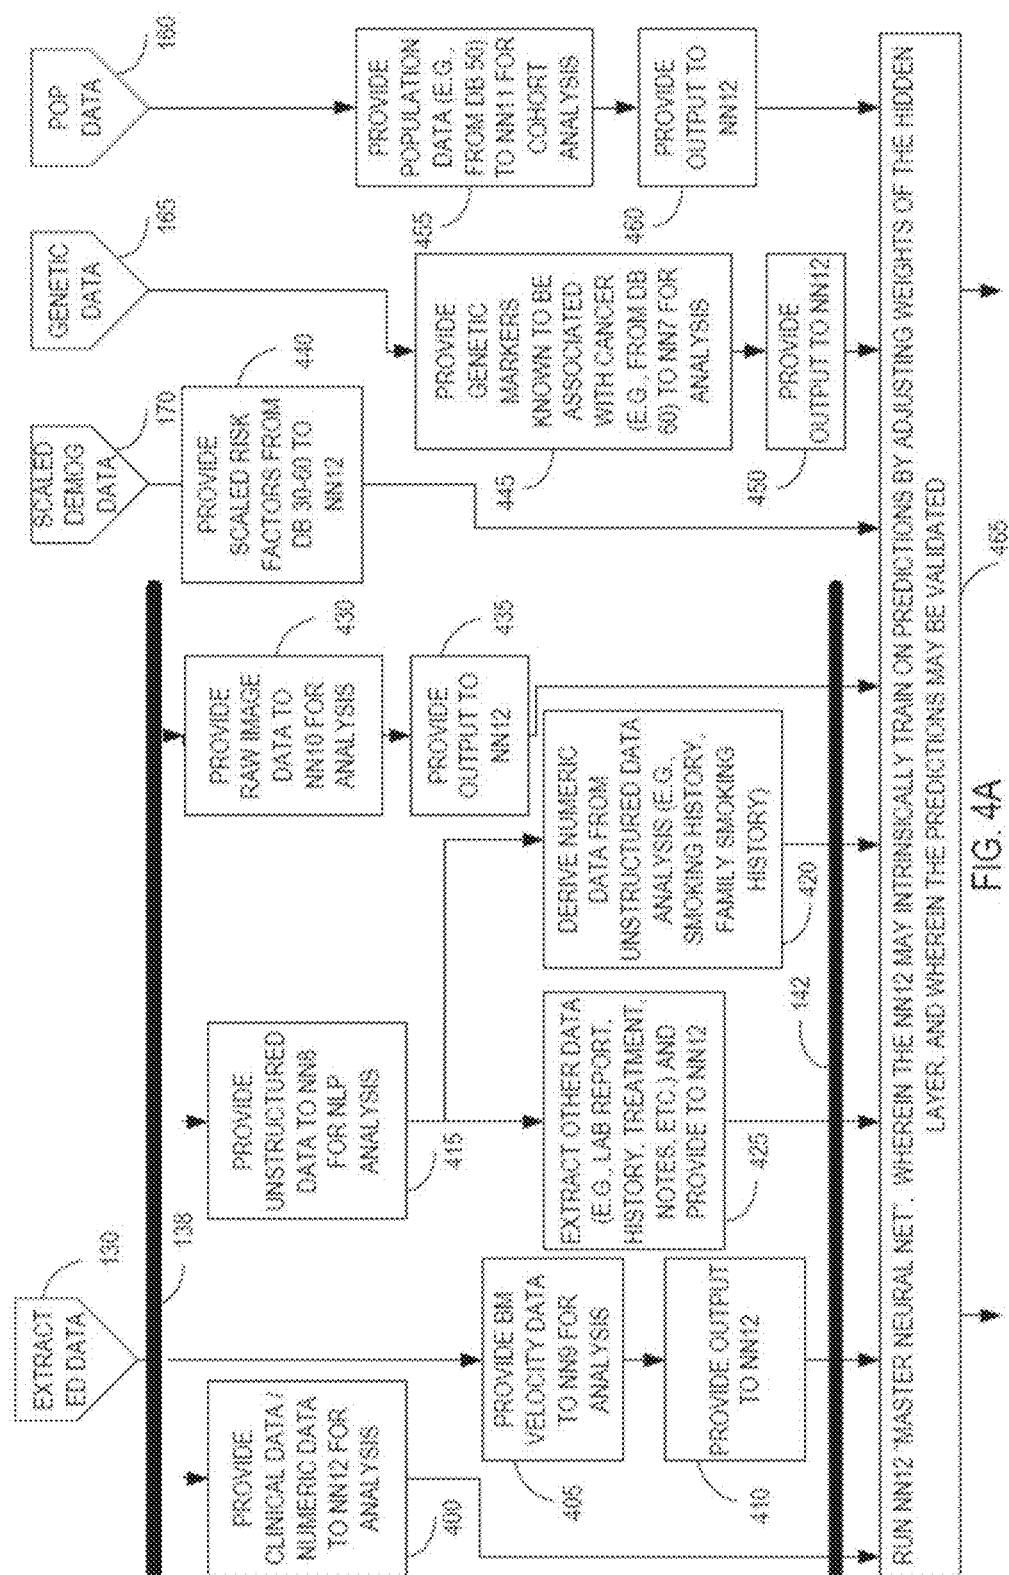 EXTRACT
ED DATA
130
138
SCALED
DEMOG
DATA
170
GENETIC
DATA
165
POP
DATA
160
PROVIDE
CLINICAL DATA /
NUMERIC DATA
TO NN12 FOR
ANALYSIS
400
PROVIDE BM
VELOCITY DATA
TO NN9 FOR
ANALYSIS
405
PROVIDE OUTPUT
TO NN12
410
PROVIDE
UNSTRUCTURED
DATA TO NN8
FOR NLP
ANALYSIS
415
EXTRACT OTHER DATA
(E.G., LAB REPORT,
HISTORY, TREATMENT,
NOTES, ETC.) AND
PROVIDE TO NN12
425
DERIVE NUMERIC
DATA FROM
UNSTRUCTURED DATA
ANALYSIS (E.G.
SMOKING HISTORY,
FAMILY SMOKING
HISTORY)
420
PROVIDE
RAW IMAGE
DATA TO
NN10 FOR
ANALYSIS
430
PROVIDE
OUTPUT TO
NN12
435
PROVIDE
SCALED RISK
FACTORS FROM
DB 30-60 TO
NN12
440
PROVIDE
GENETIC
MARKERS
KNOWN TO BE
ASSOCIATED
WITH CANCER
(E.G., FROM DB
60) TO NN7 FOR
ANALYSIS
445
PROVIDE
OUTPUT TO NN12
450
PROVIDE
POPULATION
DATA (E.G.,
FROM DB 50)
TO NN11 FOR
COHORT
ANALYSIS
455
PROVIDE
OUTPUT TO
NN12
460
142
RUN NN12 "MASTER NEURAL NET", WHEREIN THE NN12 MAY INTRINSICALLY TRAIN ON PREDICTIONS BY ADJUSTING WEIGHTS OF THE HIDDEN
LAYER, AND WHEREIN THE PREDICTIONS MAY BE VALIDATED
465
FIG. 4A